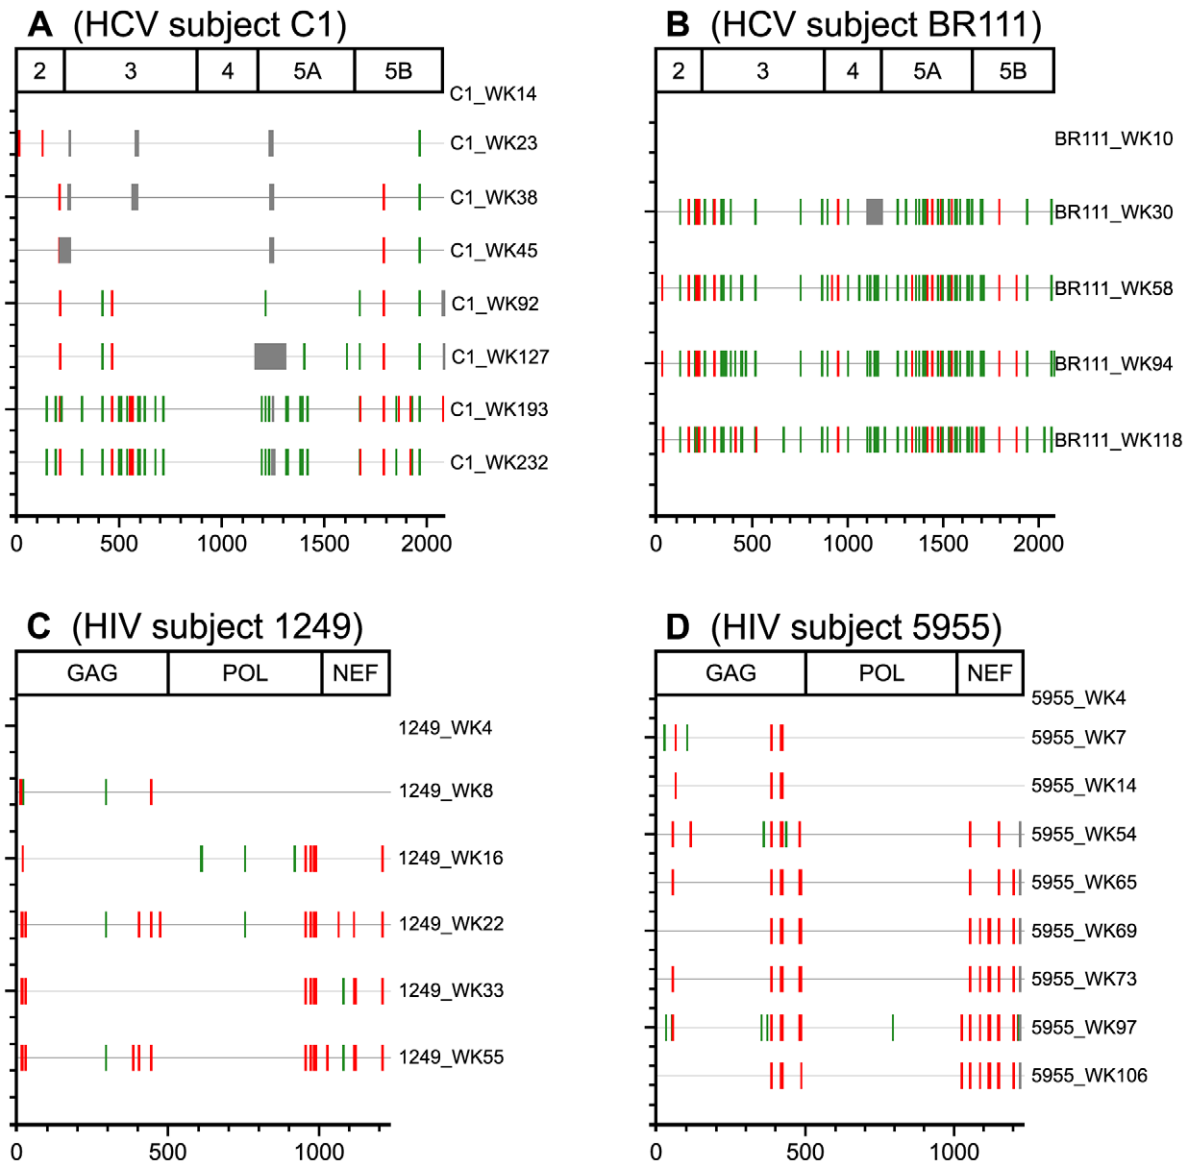 A (HCV subject C1)
2 3 4 5A 5B
C1_WK14
C1_WK23
C1_WK38
C1_WK45
C1_WK92
C1_WK127
C1_WK193
C1_WK232
0 500 1000 1500 2000
B (HCV subject BR111)
2 3 4 5A 5B
BR111_WK10
BR111_WK30
BR111_WK58
BR111_WK94
BR111_WK118
0 500 1000 1500 2000
C (HIV subject 1249)
GAG POL NEF
1249_WK4
1249_WK8
1249_WK16
1249_WK22
1249_WK33
1249_WK55
0 500 1000
D (HIV subject 5955)
GAG POL NEF
5955_WK4
5955_WK7
5955_WK14
5955_WK54
5955_WK65
5955_WK69
5955_WK73
5955_WK97
5955_WK106
0 500 1000